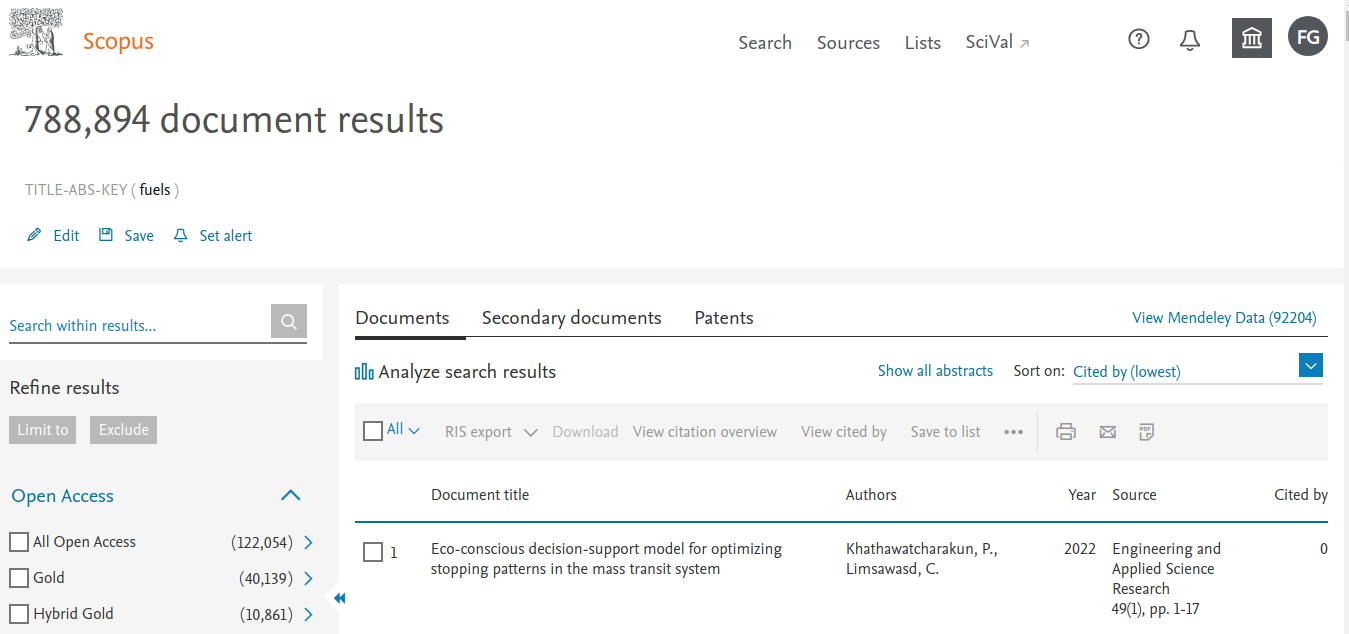 Scopus
Search Sources Lists SciVal ↗
FG
788,894 document results
TITLE-ABS-KEY ( fuels )
Edit Save Set alert
Search within results...
Documents Secondary documents Patents View Mendeley Data (92204)
Refine results
Analyze search results Show all abstracts Sort on: Cited by (lowest)
Limit to Exclude
All RIS export Download View citation overview View cited by Save to list ••• PDF
Open Access
Document title Authors Year Source Cited by
All Open Access (122,054)
Gold (40,139)
Hybrid Gold (10,861)
1 Eco-conscious decision-support model for optimizing Khathawatcharakun, P., 2022 Engineering and 0
stopping patterns in the mass transit system Limsawasd, C. Applied Science
Research
49(1), pp. 1-17